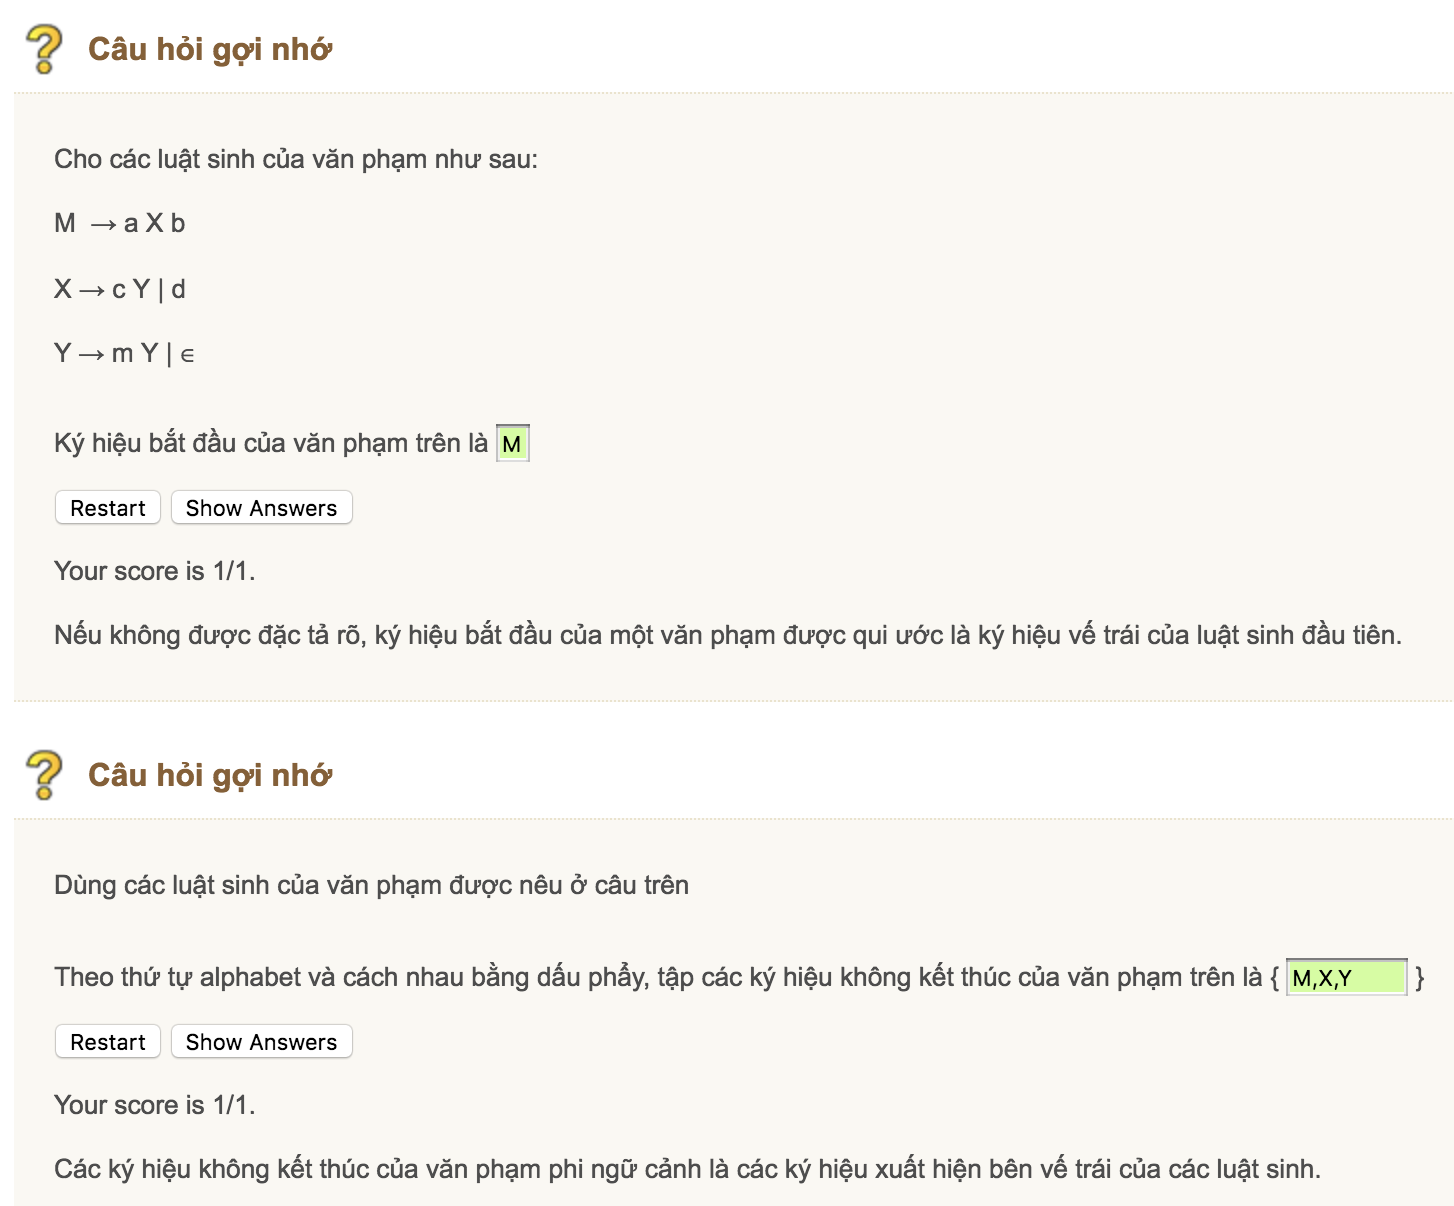 Câu hỏi gợi nhớ
Cho các luật sinh của văn phạm như sau:
M → a X b
X → c Y | d
Y → m Y | ∈
Ký hiệu bắt đầu của văn phạm trên là M
Restart Show Answers
Your score is 1/1.
Nếu không được đặc tả rõ, ký hiệu bắt đầu của một văn phạm được qui ước là ký hiệu vế trái của luật sinh đầu tiên.
Câu hỏi gợi nhớ
Dùng các luật sinh của văn phạm được nêu ở câu trên
Theo thứ tự alphabet và cách nhau bằng dấu phẩy, tập các ký hiệu không kết thúc của văn phạm trên là { M,X,Y }
Restart Show Answers
Your score is 1/1.
Các ký hiệu không kết thúc của văn phạm phi ngữ cảnh là các ký hiệu xuất hiện bên vế trái của các luật sinh.